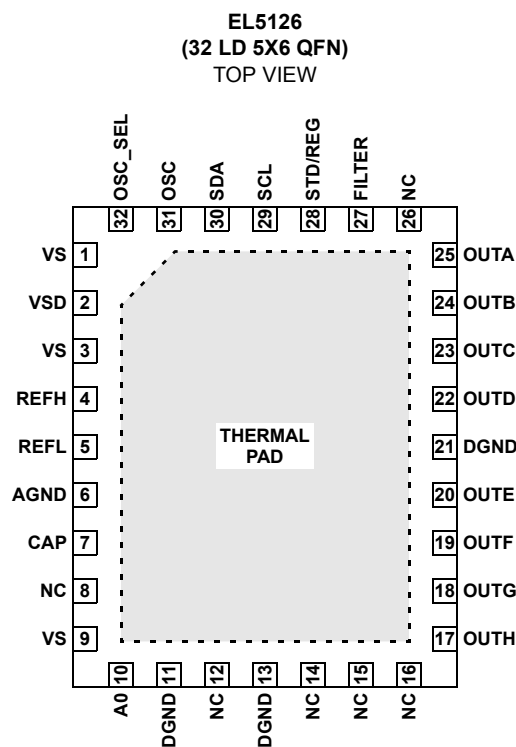 EL5126
(32 LD 5X6 QFN)
TOP VIEW
32 OSC_SEL
31 OSC
30 SDA
29 SCL
28 STD/REG
27 FILTER
26 NC
VS 1
VSD 2
VS 3
REFH 4
REFL 5
AGND 6
CAP 7
NC 8
VS 9
THERMAL
PAD
25 OUTA
24 OUTB
23 OUTC
22 OUTD
21 DGND
20 OUTE
19 OUTF
18 OUTG
17 OUTH
A0 10
DGND 11
NC 12
DGND 13
NC 14
NC 15
NC 16